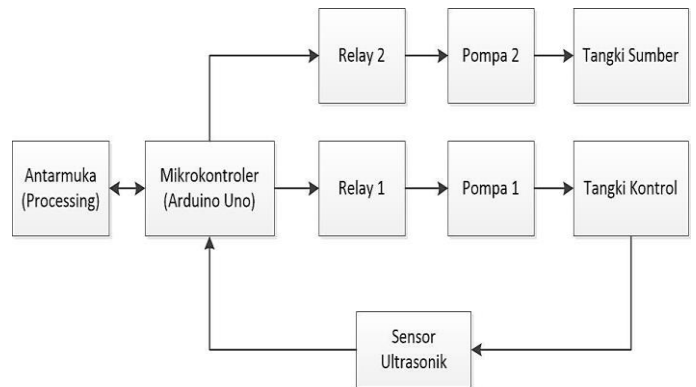 Relay 2
Pompa 2
Tangki Sumber
Antarmuka
(Processing)
Mikrokontroler
(Arduino Uno)
Relay 1
Pompa 1
Tangki Kontrol
Sensor
Ultrasonik